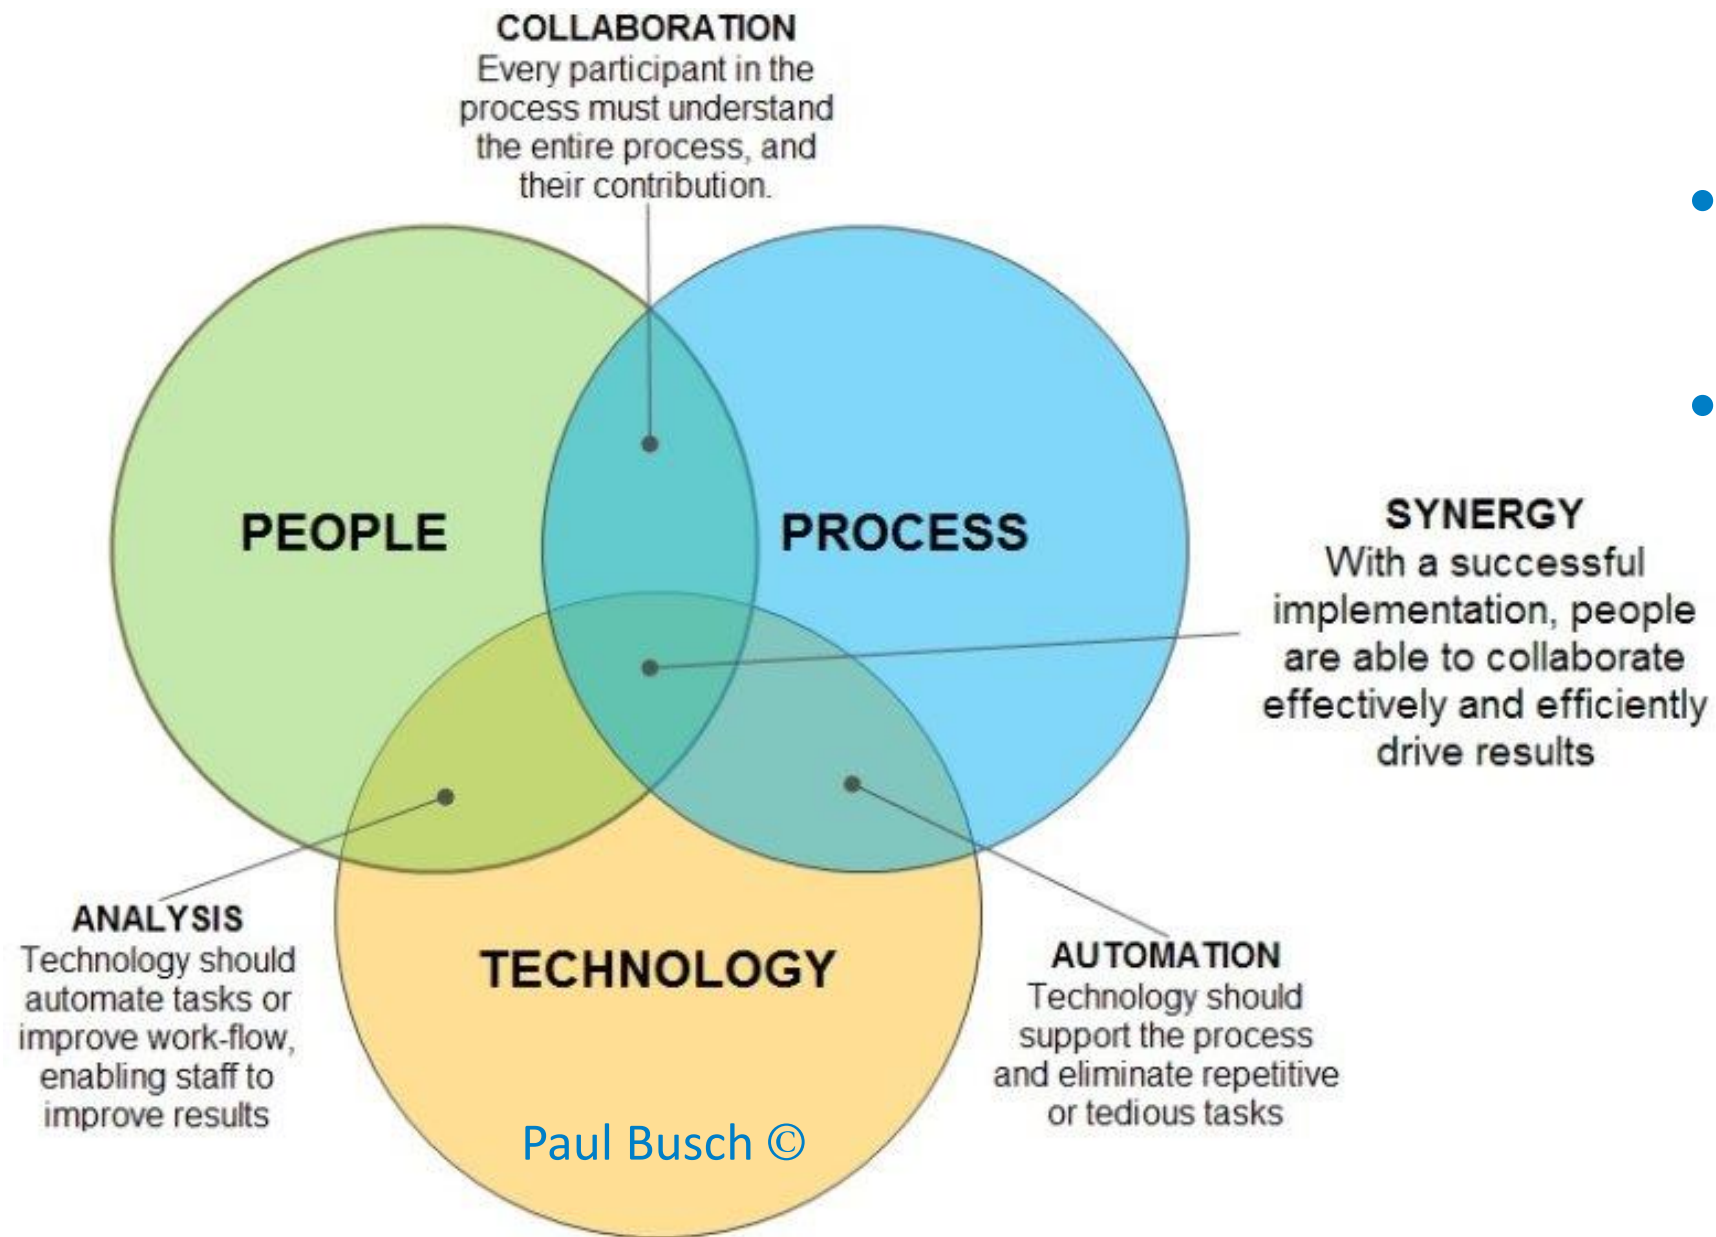 COLLABORATION
Every participant in the
process must understand
the entire process, and
their contribution.
PEOPLE
PROCESS
SYNERGY
With a successful
implementation, people
are able to collaborate
effectively and efficiently
drive results
ANALYSIS
Technology should
automate tasks or
improve work-flow,
enabling staff to
improve results
TECHNOLOGY
AUTOMATION
Technology should
support the process
and eliminate repetitive
or tedious tasks
Paul Busch ©